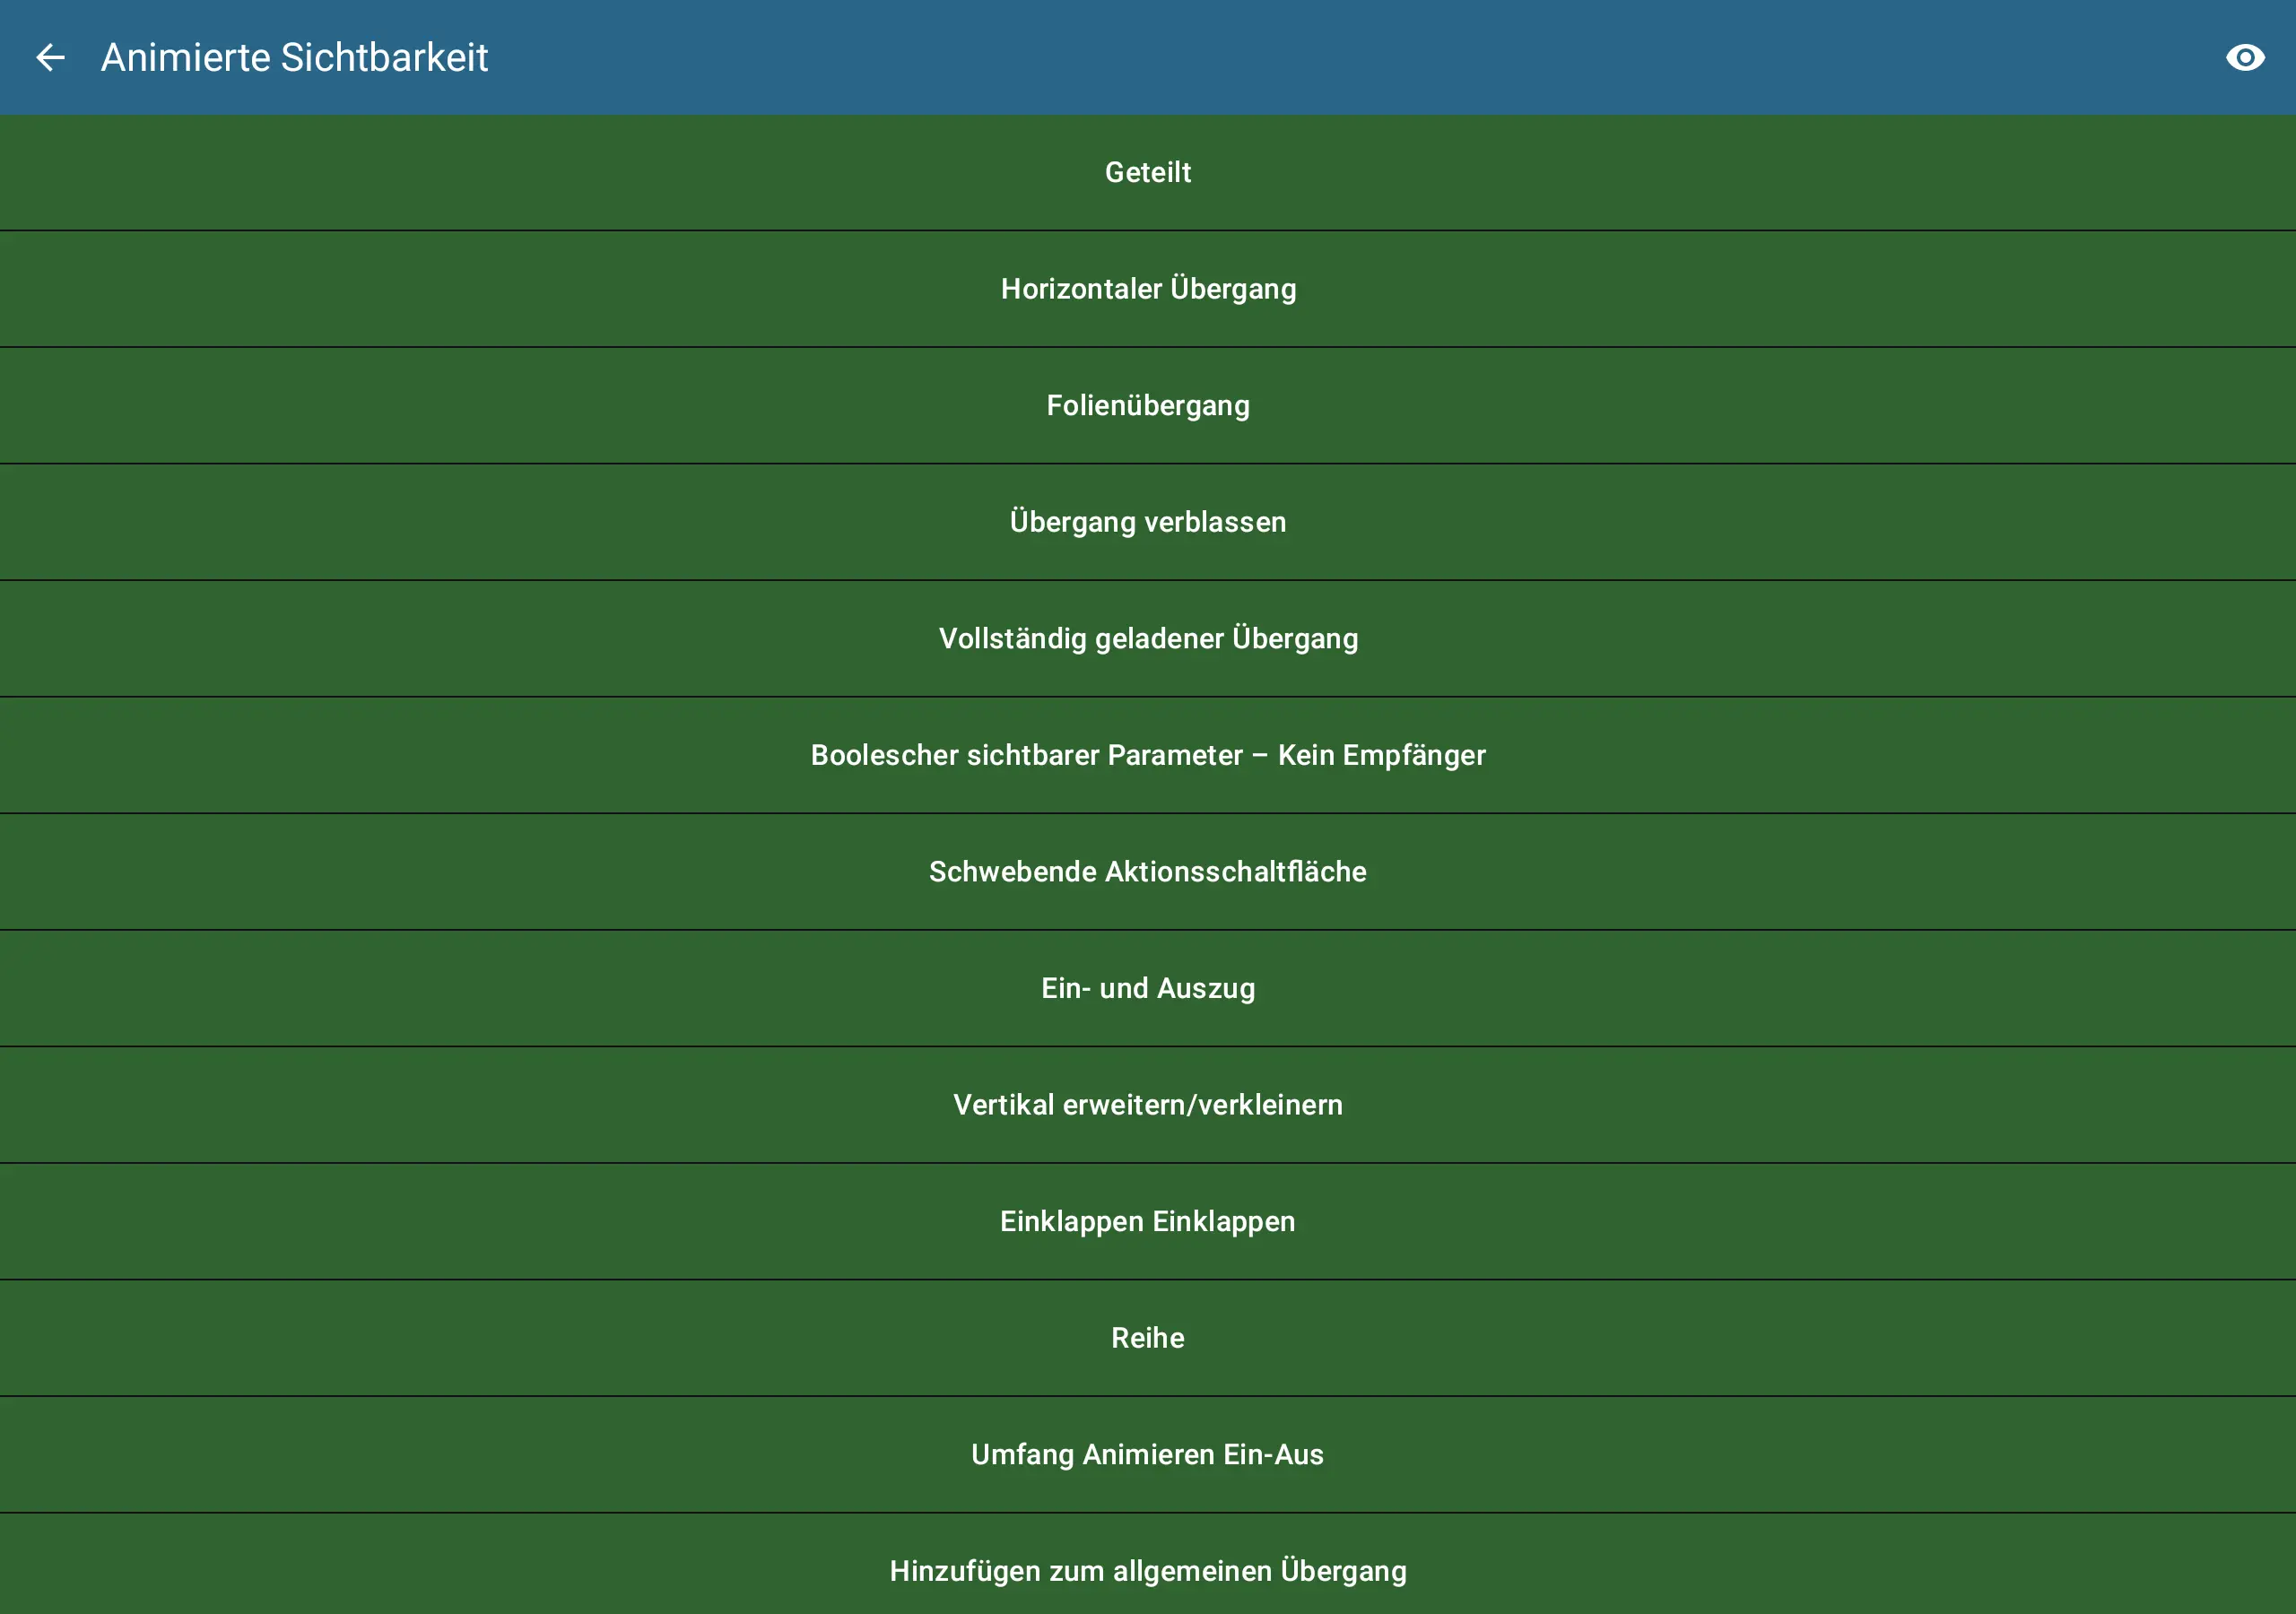 Animierte Sichtbarkeit
Geteilt
Horizontaler Übergang
Folienübergang
Übergang verblassen
Vollständig geladener Übergang
Boolescher sichtbarer Parameter – Kein Empfänger
Schwebende Aktionsschaltfläche
Ein- und Auszug
Vertikal erweitern/verkleinern
Einklappen Einklappen
Reihe
Umfang Animieren Ein-Aus
Hinzufügen zum allgemeinen Übergang